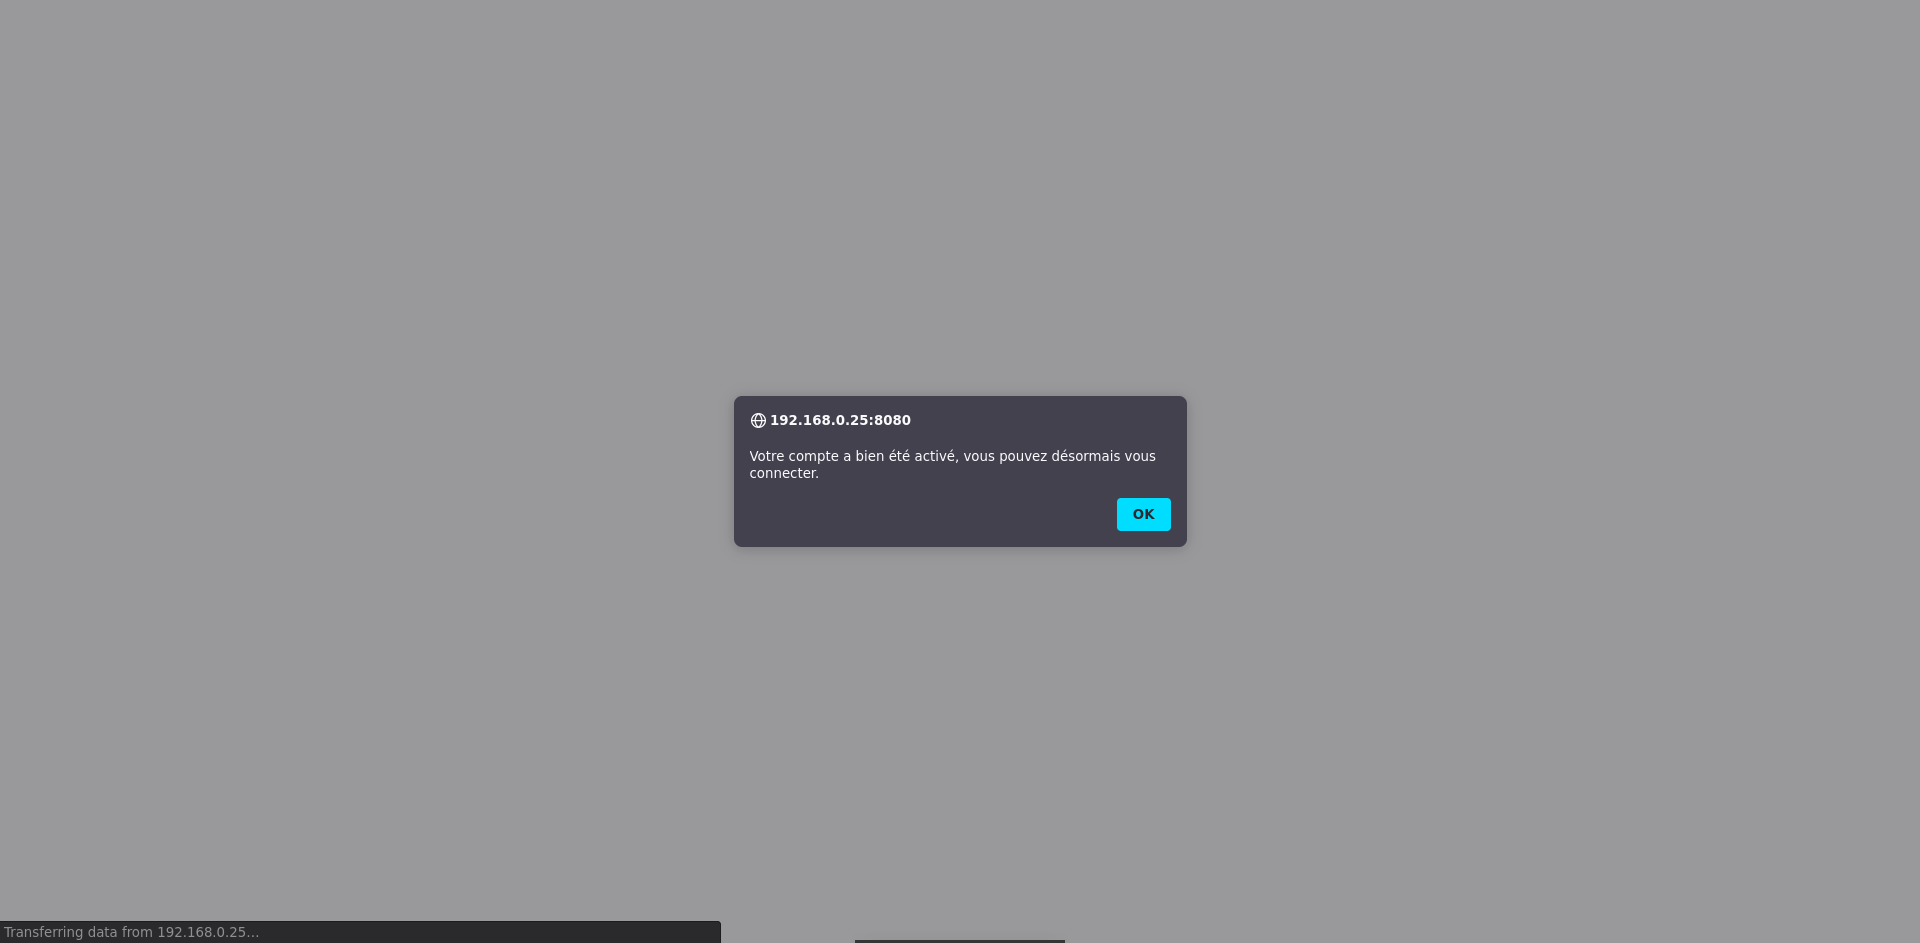 192.168.0.25:8080
Votre compte a bien été activé, vous pouvez désormais vous
connecter.
OK
Transferring data from 192.168.0.25…